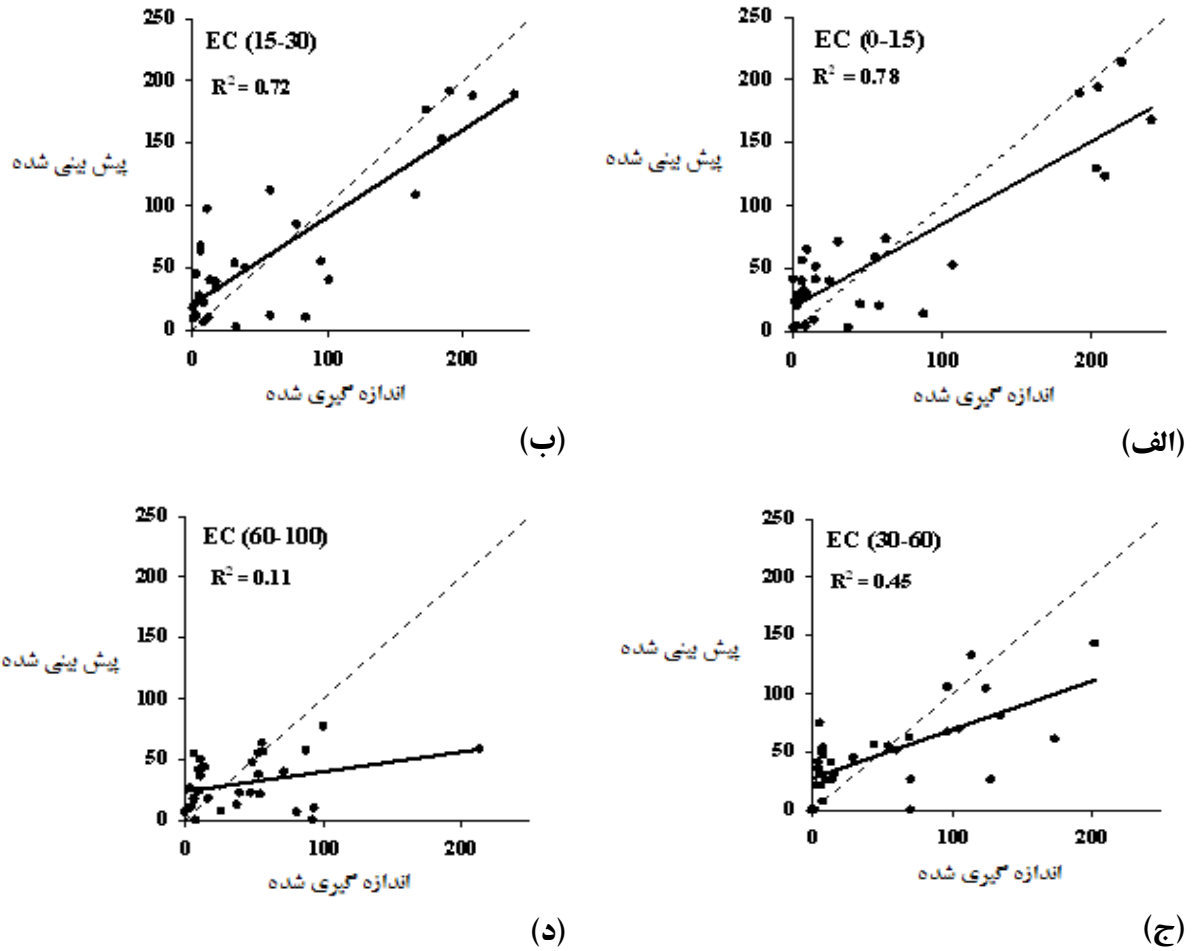 EC (0-15)
R² = 0.78
250
200
150
100
50
0
0 100 200
پیش بینی شده
اندازه گیری شده
(الف)
EC (15-30)
R² = 0.72
250
200
150
100
50
0
0 100 200
پیش بینی شده
اندازه گیری شده
(ب)
EC (30-60)
R² = 0.45
250
200
150
100
50
0
0 100 200
پیش بینی شده
اندازه گیری شده
(ج)
EC (60-100)
R² = 0.11
250
200
150
100
50
0
0 100 200
پیش بینی شده
اندازه گیری شده
(د)